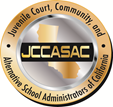 Juvenile Court, Community and
JCCASAC
Alternative School Administrators of California